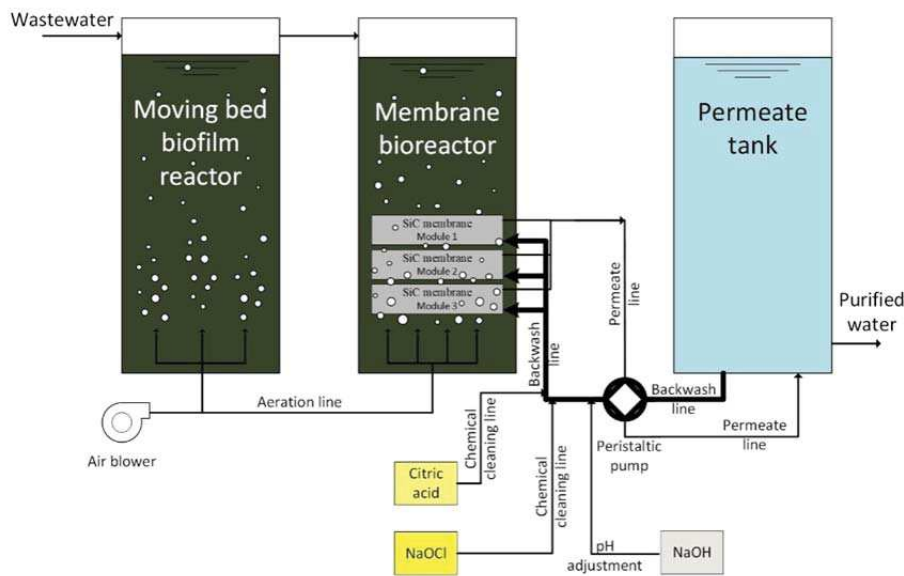 Wastewater
Moving bed
biofilm
reactor
Membrane
bioreactor
Permeate
tank
SiC membrane
Module 1
SiC membrane
Module 2
SiC membrane
Module 3
Permeate
line
Purified
water
Backwash
line
Backwash
line
Aeration line
Air blower
Chemical
cleaning line
Peristaltic
pump
Permeate
line
Citric
acid
Chemical
cleaning line
NaOCl
pH
adjustment
NaOH